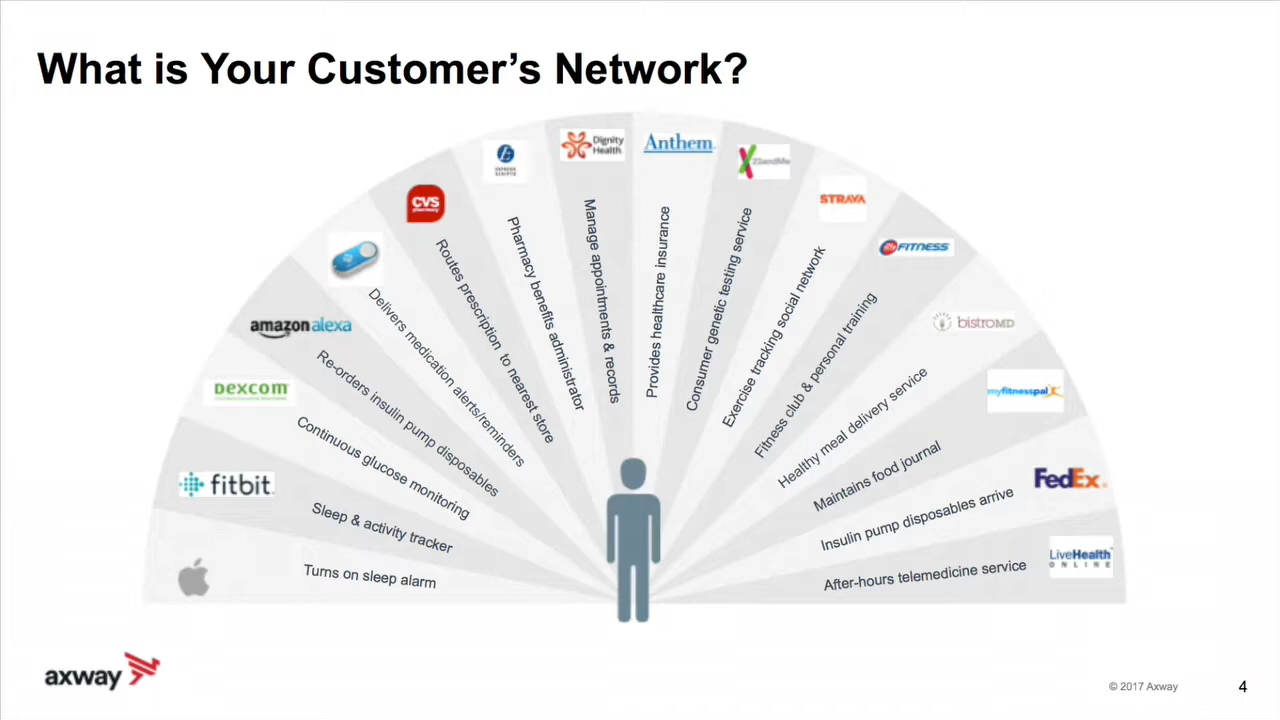 What is Your Customer's Network?
Turns on sleep alarm
fitbit
Sleep & activity tracker
DEXCOM
Continuous glucose monitoring
amazon alexa
Re-orders insulin pump disposables
Delivers medication alerts/reminders
CVS
pharmacy
Routes prescription to nearest store
EXPRESS
SCRIPTS
Pharmacy benefits administrator
Dignity
Health
Manage appointments & records
Anthem
Provides healthcare insurance
23andMe
Consumer genetic testing service
STRAVA
Exercise tracking social network
FITNESS
Fitness club & personal training
bistroMD
Healthy meal delivery service
myfitnesspal
Maintains food journal
FedEx
Insulin pump disposables arrive
LiveHealth
ONLINE
After-hours telemedicine service
axway
© 2017 Axway
4